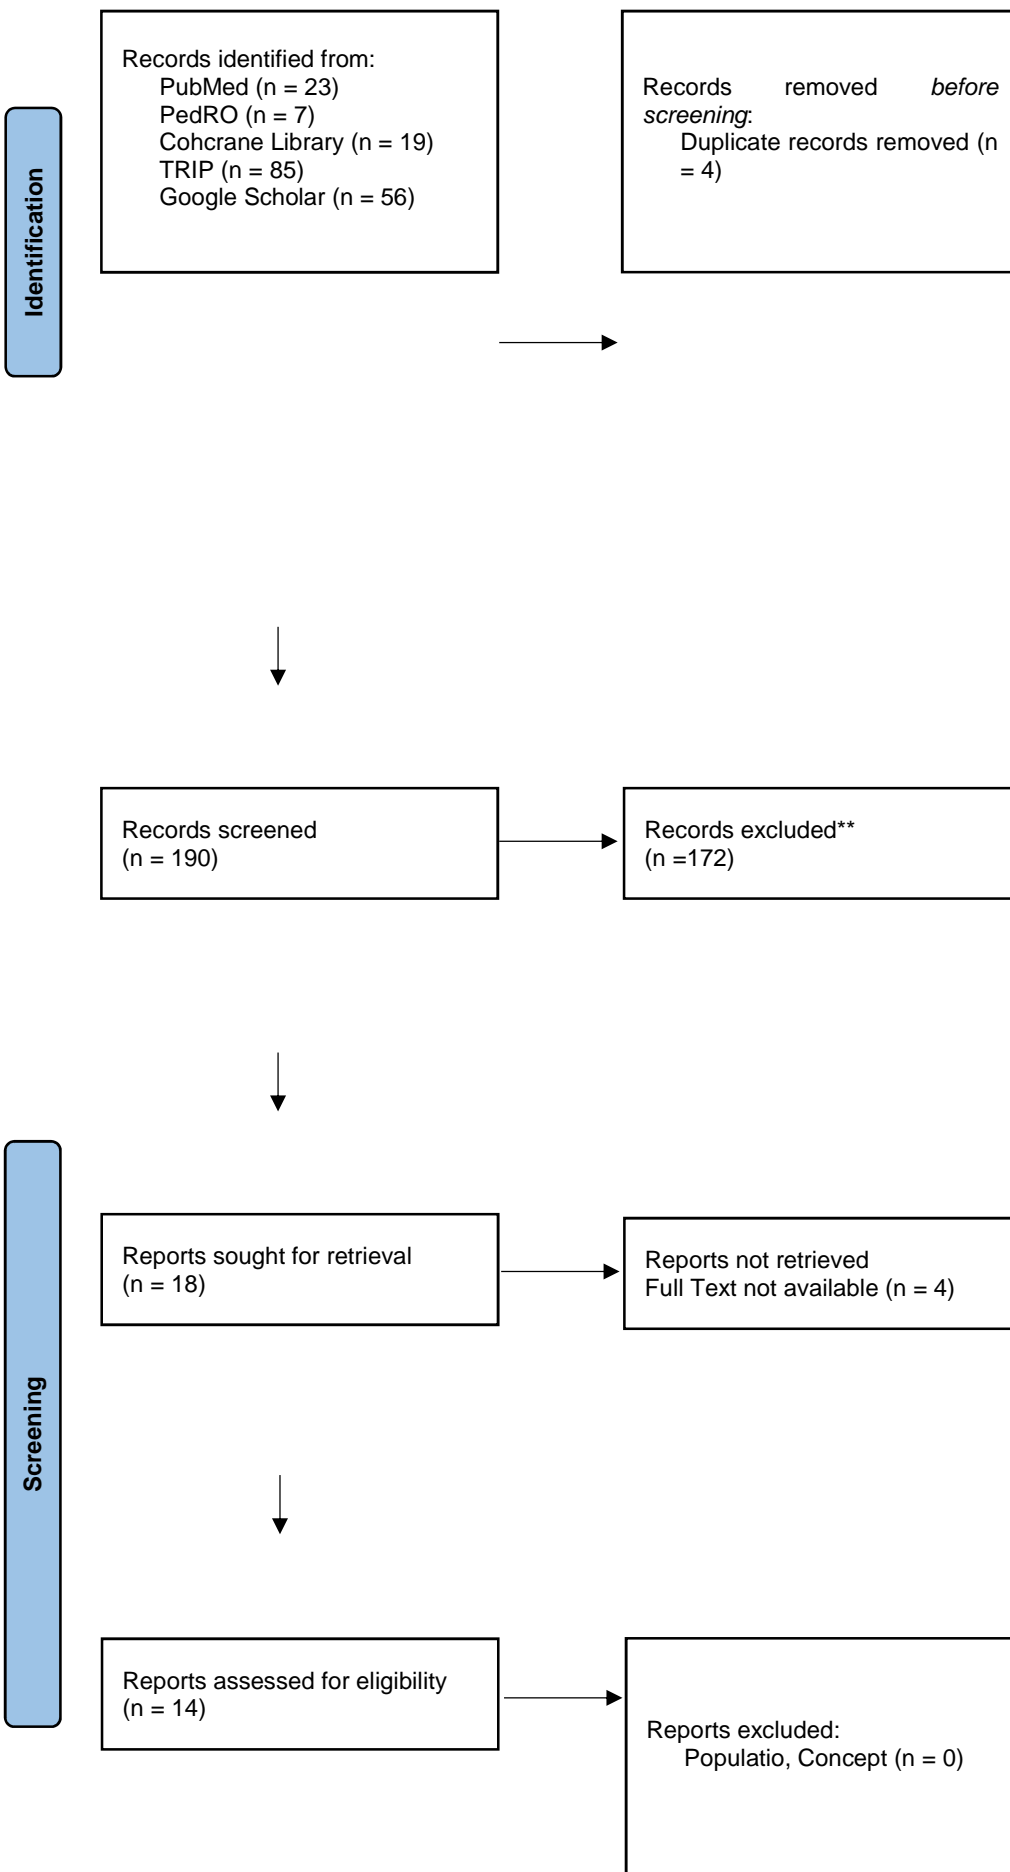 Identification
Records identified from:
PubMed (n = 23)
PedRO (n = 7)
Cohcrane Library (n = 19)
TRIP (n = 85)
Google Scholar (n = 56)
Records removed before
screening:
Duplicate records removed (n
= 4)
Records screened
(n = 190)
Records excluded**
(n =172)
Screening
Reports sought for retrieval
(n = 18)
Reports not retrieved
Full Text not available (n = 4)
Reports assessed for eligibility
(n = 14)
Reports excluded:
Populatio, Concept (n = 0)